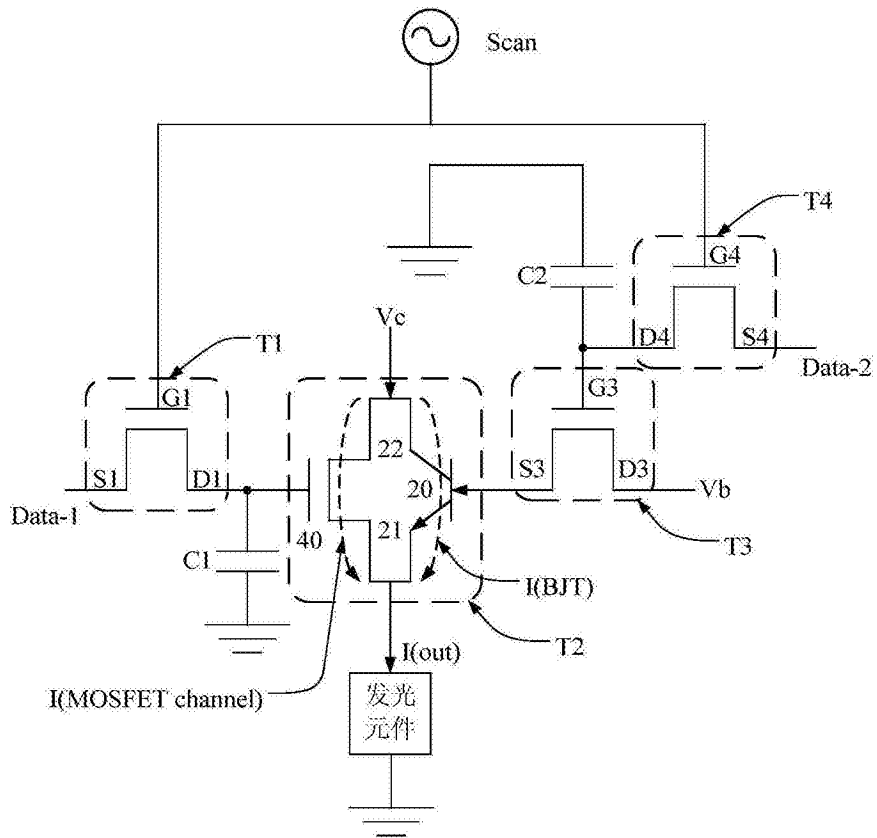 Scan
T4
G4
C2
D4
S4
Data-2
Vc
T1
G1
G3
S1
D1
22
20
21
40
S3
D3
Vb
Data-1
C1
T3
I(BJT)
T2
I(out)
I(MOSFET channel)
发光
元件